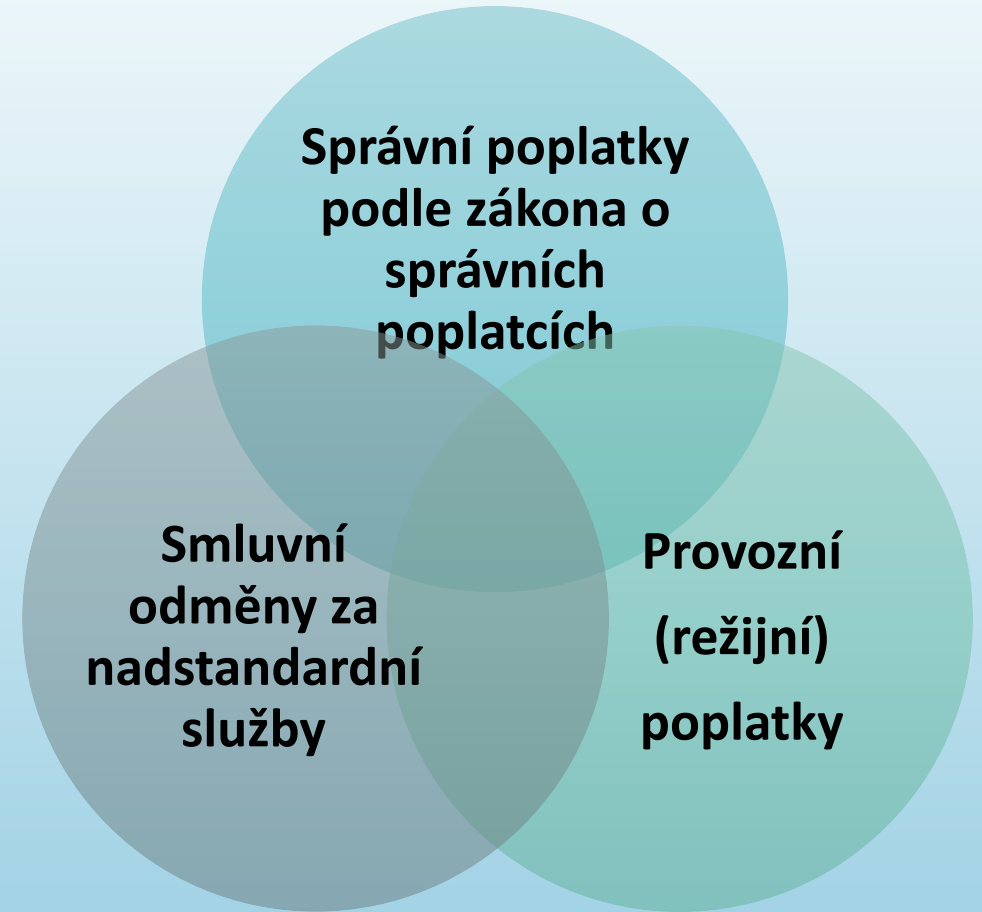 Správní poplatky
podle zákona o
správních
poplatcích
Smluvní
odměny za
nadstandardní
služby
Provozní
(režijní)
poplatky